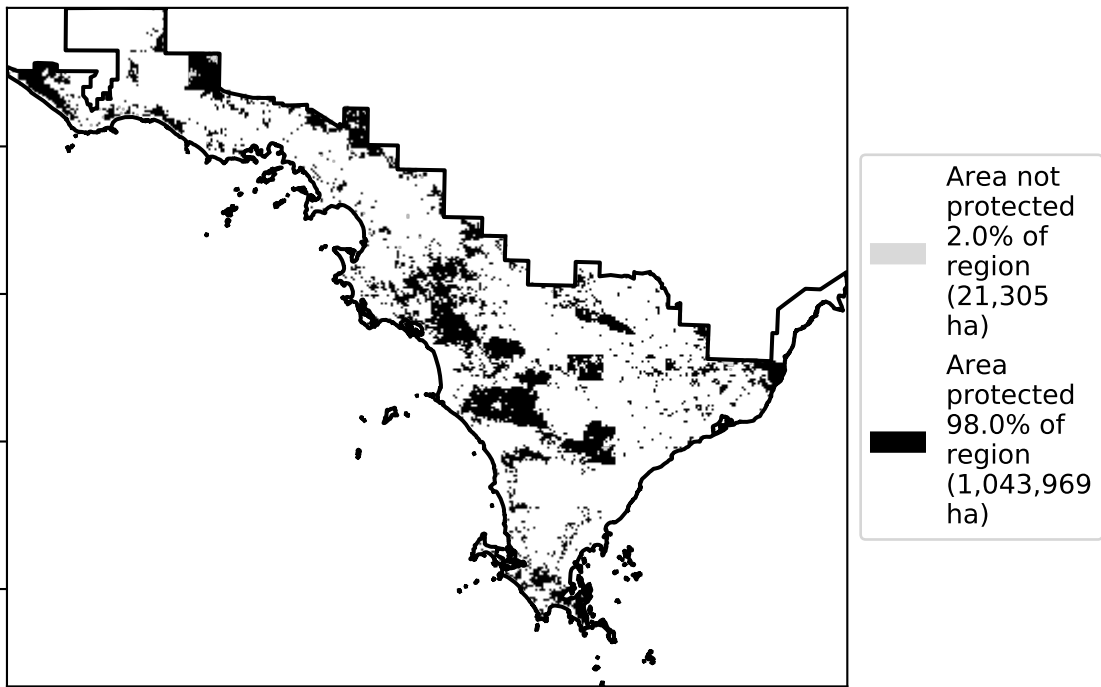 Area not
protected
2.0% of
region
(21,305
ha)
Area
protected
98.0% of
region
(1,043,969
ha)